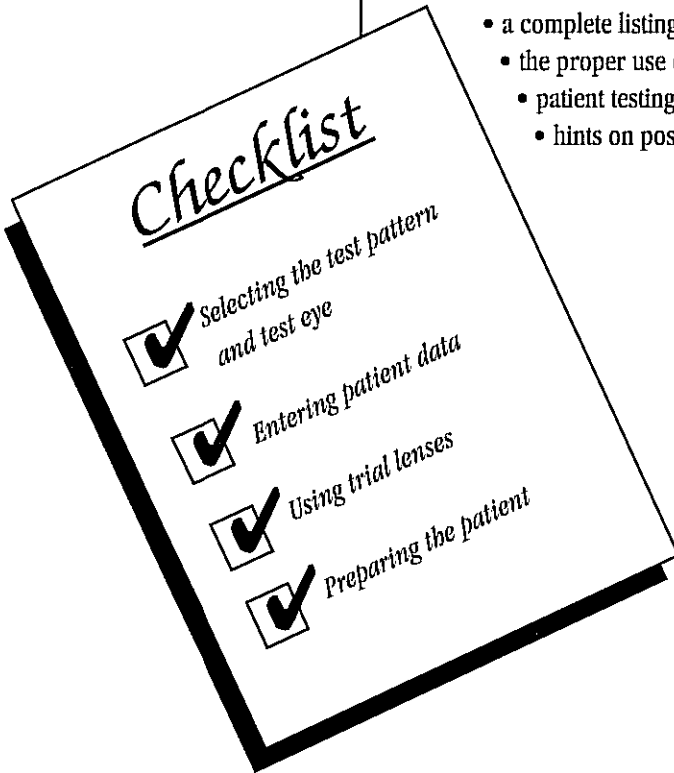 • a complete listing
• the proper use
• patient testing
• hints on pos
Checklist
Selecting the test pattern
and test eye
Entering patient data
Using trial lenses
Preparing the patient